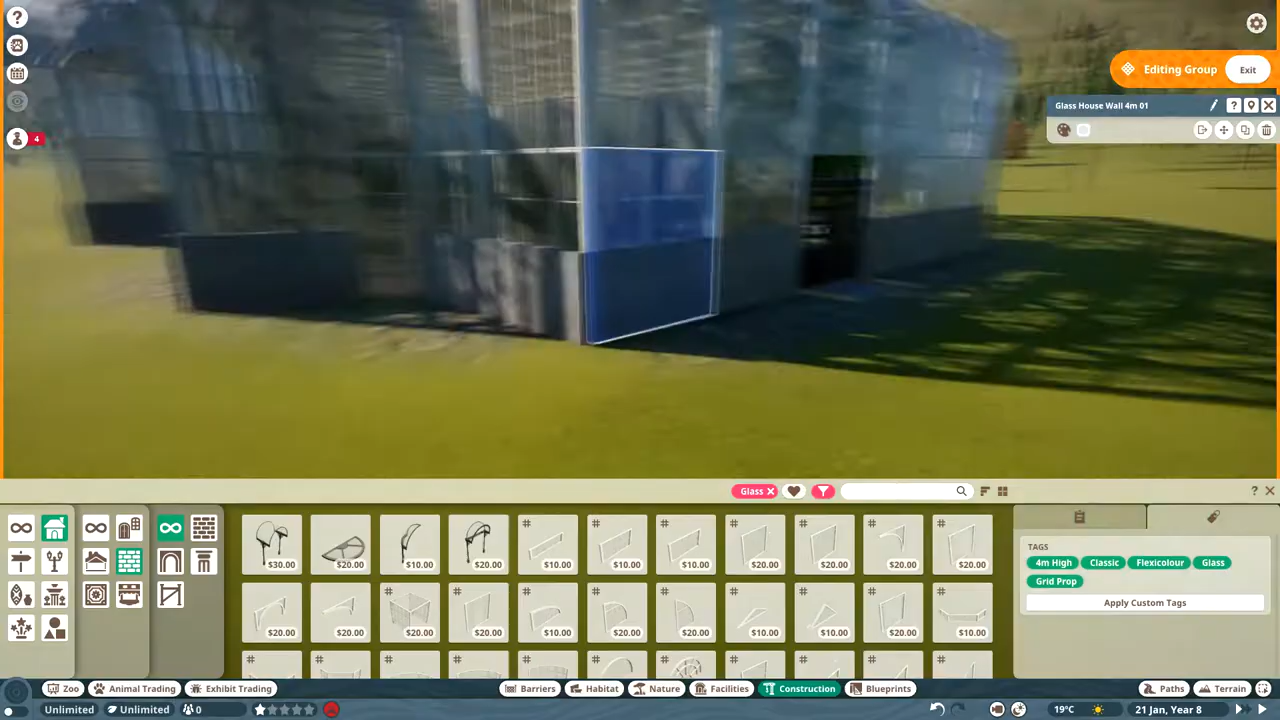 Editing Group
Exit
Glass House Wall 4m 01
?
4
Glass
?
$30.00
$20.00
$10.00
$20.00
$10.00
$10.00
$10.00
$20.00
$20.00
$20.00
$20.00
$20.00
$20.00
$20.00
$20.00
$10.00
$20.00
$20.00
$10.00
$10.00
$20.00
$10.00
TAGS
4m High
Classic
Flexicolour
Glass
Grid Prop
Apply Custom Tags
Zoo
Animal Trading
Exhibit Trading
Barriers
Habitat
Nature
Facilities
Construction
Blueprints
Paths
Terrain
Unlimited
Unlimited
0
19°C
21 Jan, Year 8